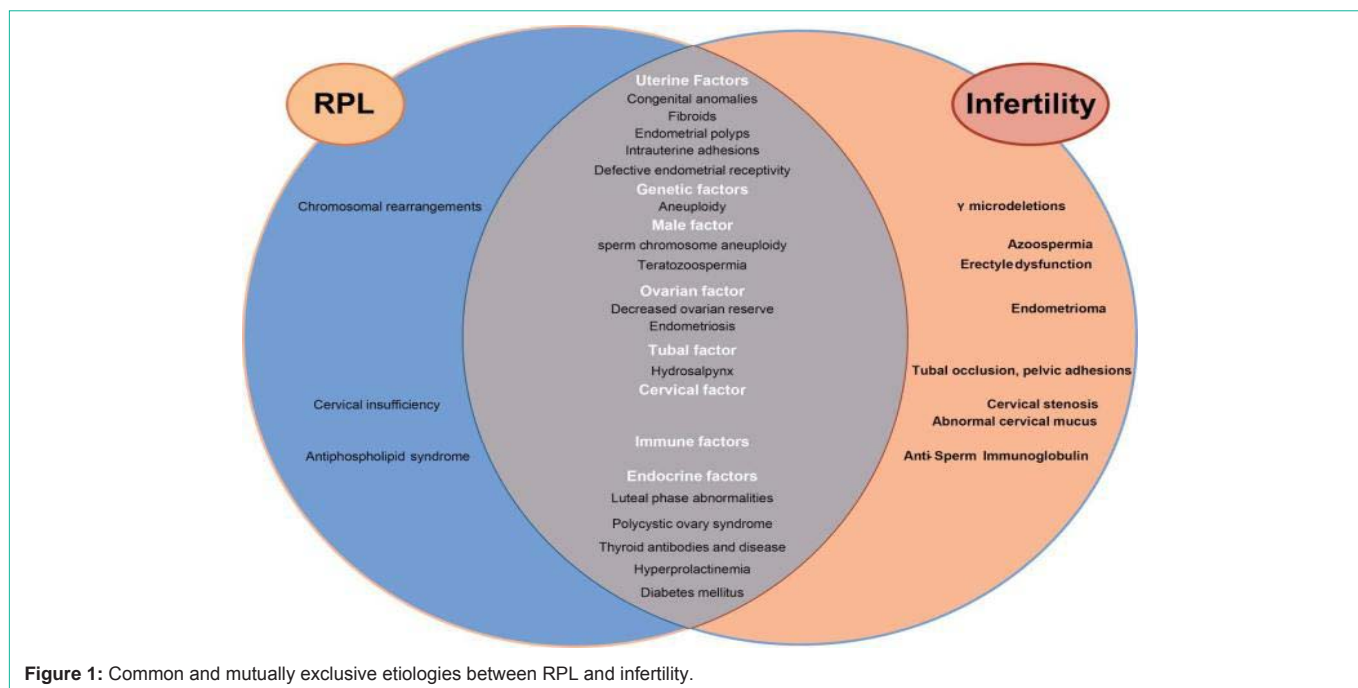 RPL
Infertility
Uterine Factors
Congenital anomalies
Fibroids
Endometrial polyps
Intrauterine adhesions
Defective endometrial receptivity
Genetic factors
Chromosomal rearrangements
Aneuploidy
γ microdeletions
Male factor
sperm chromosome aneuploidy
Azoospermia
Teratozoospermia
Erectyle dysfunction
Ovarian factor
Decreased ovarian reserve
Endometrioma
Endometriosis
Tubal factor
Hydrosalpynx
Tubal occlusion, pelvic adhesions
Cervical factor
Cervical insufficiency
Cervical stenosis
Abnormal cervical mucus
Immune factors
Antiphospholipid syndrome
Anti-Sperm Immunoglobulin
Endocrine factors
Luteal phase abnormalities
Polycystic ovary syndrome
Thyroid antibodies and disease
Hyperprolactinemia
Diabetes mellitus
Figure 1: Common and mutually exclusive etiologies between RPL and infertility.